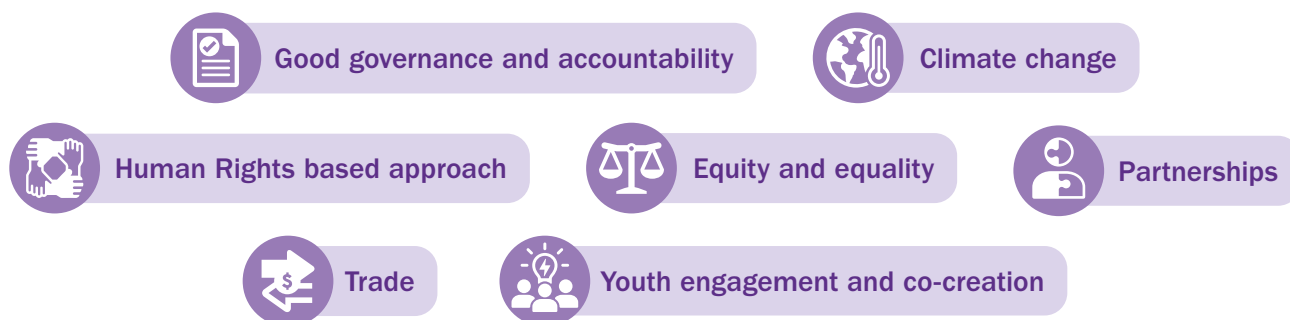 Good governance and accountability
Climate change
Human Rights based approach
Equity and equality
Partnerships
$
Trade
Youth engagement and co-creation